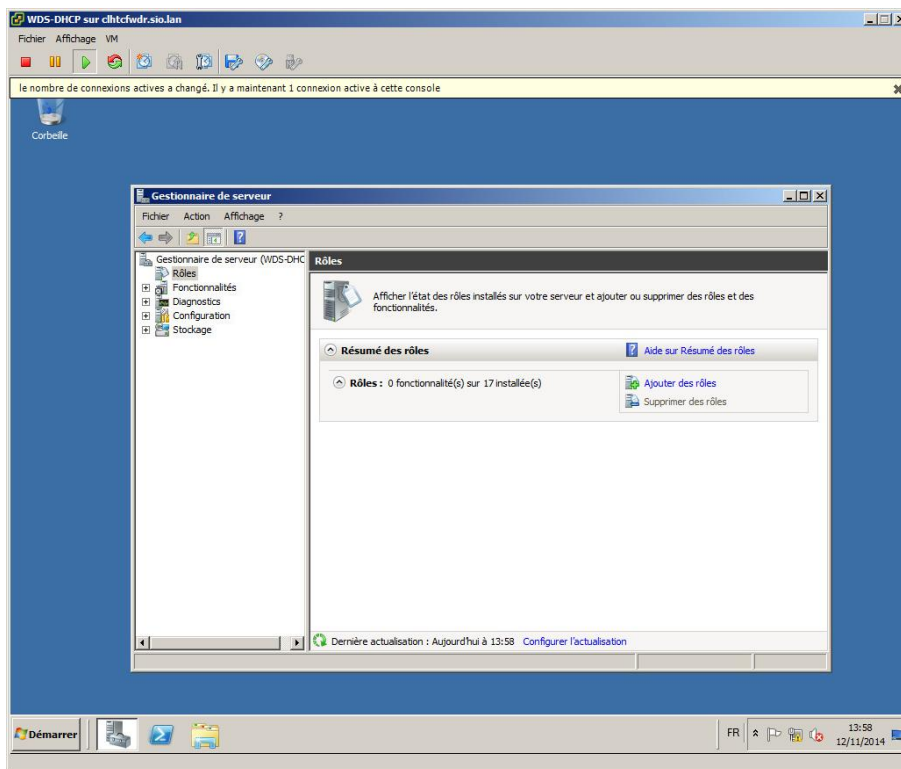 WDS-DHCP sur clhtcfwdr.sio.lan
Fichier Affichage VM
le nombre de connexions actives a changé. Il y a maintenant 1 connexion active à cette console
Corbeille
Gestionnaire de serveur
Fichier Action Affichage ?
Gestionnaire de serveur (WDS-DHC
Rôles
Fonctionnalités
Diagnostics
Configuration
Stockage
Rôles
Afficher l'état des rôles installés sur votre serveur et ajouter ou supprimer des rôles et des
fonctionnalités.
Résumé des rôles
Aide sur Résumé des rôles
Rôles : 0 fonctionnalité(s) sur 17 installée(s)
Ajouter des rôles
Supprimer des rôles
Dernière actualisation : Aujourd'hui à 13:58 Configurer l'actualisation
Démarrer
FR
13:58
12/11/2014